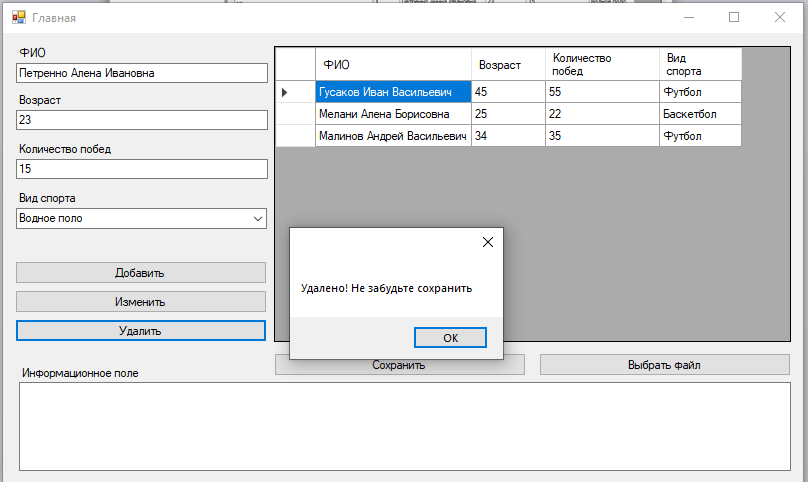 Главная
ФИО
Петренно Алена Ивановна
Возраст
23
Количество побед
15
Вид спорта
Водное поло
Добавить
Изменить
Удалить
ФИО Возраст Количество побед Вид спорта
Гусаков Иван Васильевич 45 55 Футбол
Мелани Алена Борисовна 25 22 Баскетбол
Малинов Андрей Васильевич 34 35 Футбол
Удалено! Не забудьте сохранить
OK
Сохранить
Выбрать файл
Информационное поле